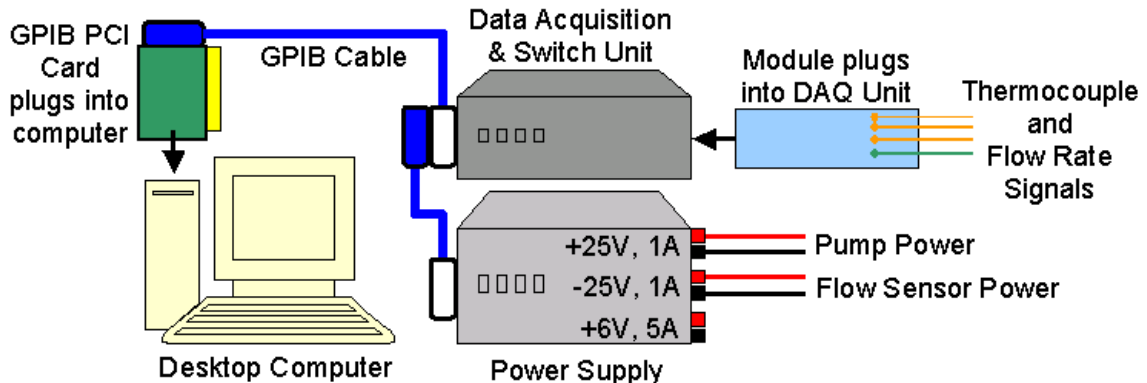 GPIB PCI
Card
plugs into
computer
GPIB Cable
Data Acquisition
& Switch Unit
Module plugs
into DAQ Unit
Thermocouple
and
Flow Rate
Signals
+25V, 1A
Pump Power
-25V, 1A
Flow Sensor Power
+6V, 5A
Desktop Computer
Power Supply